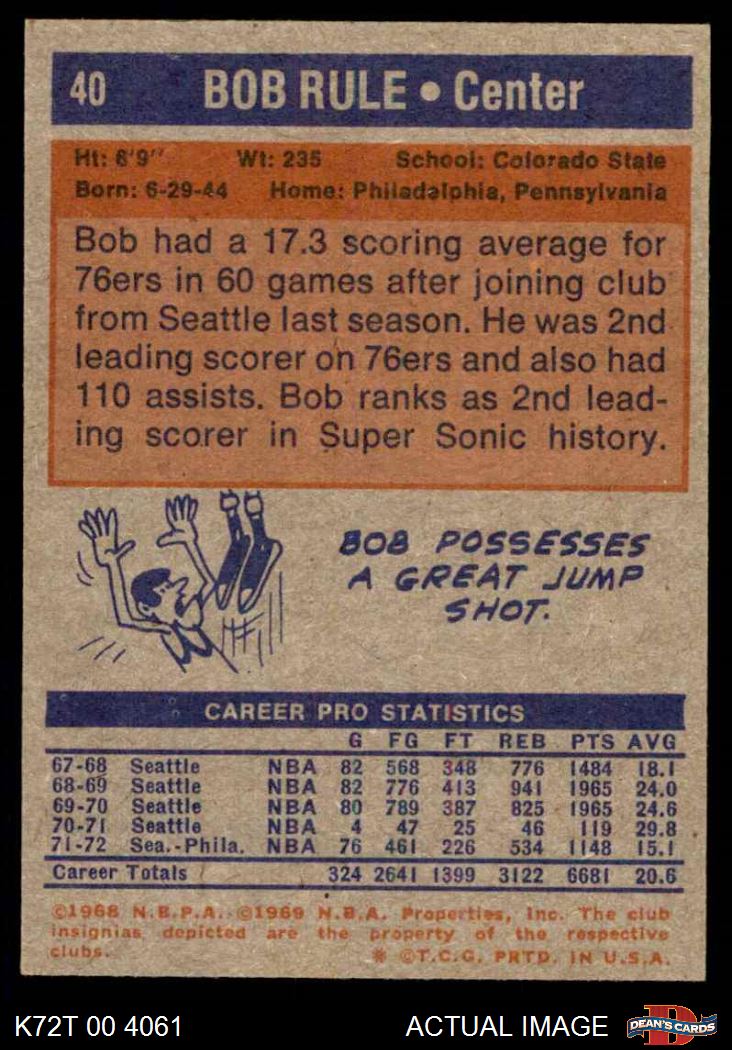 40 BOB RULE • Center
Ht: 6'9" Wt: 235 School: Colorado State
Born: 6-29-44 Home: Philadelphia, Pennsylvania
Bob had a 17.3 scoring average for
76ers in 60 games after joining club
from Seattle last season. He was 2nd
leading scorer on 76ers and also had
110 assists. Bob ranks as 2nd lead-
ing scorer in Super Sonic history.
BOB POSSESSES
A GREAT JUMP
SHOT.
CAREER PRO STATISTICS
G FG FT REB PTS AVG
67-68 Seattle NBA 82 568 348 776 1484 18.1
68-69 Seattle NBA 82 776 413 941 1965 24.0
69-70 Seattle NBA 80 789 387 825 1965 24.6
70-71 Seattle NBA 4 47 25 46 119 29.8
71-72 Sea.-Phila. NBA 76 461 226 534 1148 15.1
Career Totals 324 2641 1399 3122 6681 20.6
©1968 N.B.P.A. ©1969 N.B.A. Properties, Inc. The club
insignias depicted are the property of the respective
clubs. * ©T.C.G. PRTD. IN U.S.A.
K72T 00 4061 ACTUAL IMAGE DEAN'S CARDS